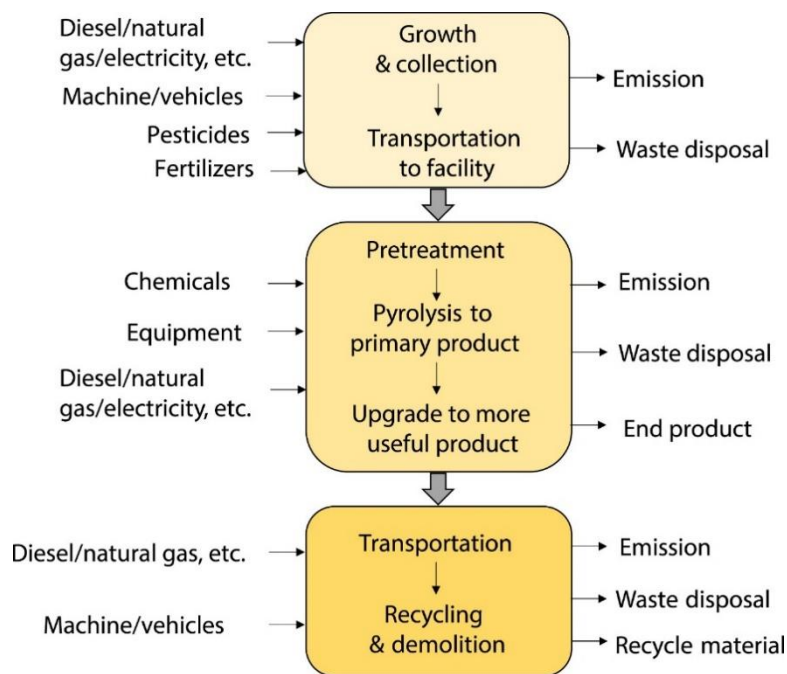 Diesel/natural
gas/electricity, etc.
Machine/vehicles
Pesticides
Fertilizers
Growth
& collection
Transportation
to facility
Emission
Waste disposal
Chemicals
Equipment
Diesel/natural
gas/electricity, etc.
Pretreatment
Pyrolysis to
primary product
Upgrade to more
useful product
Emission
Waste disposal
End product
Diesel/natural gas, etc.
Machine/vehicles
Transportation
Recycling
& demolition
Emission
Waste disposal
Recycle material